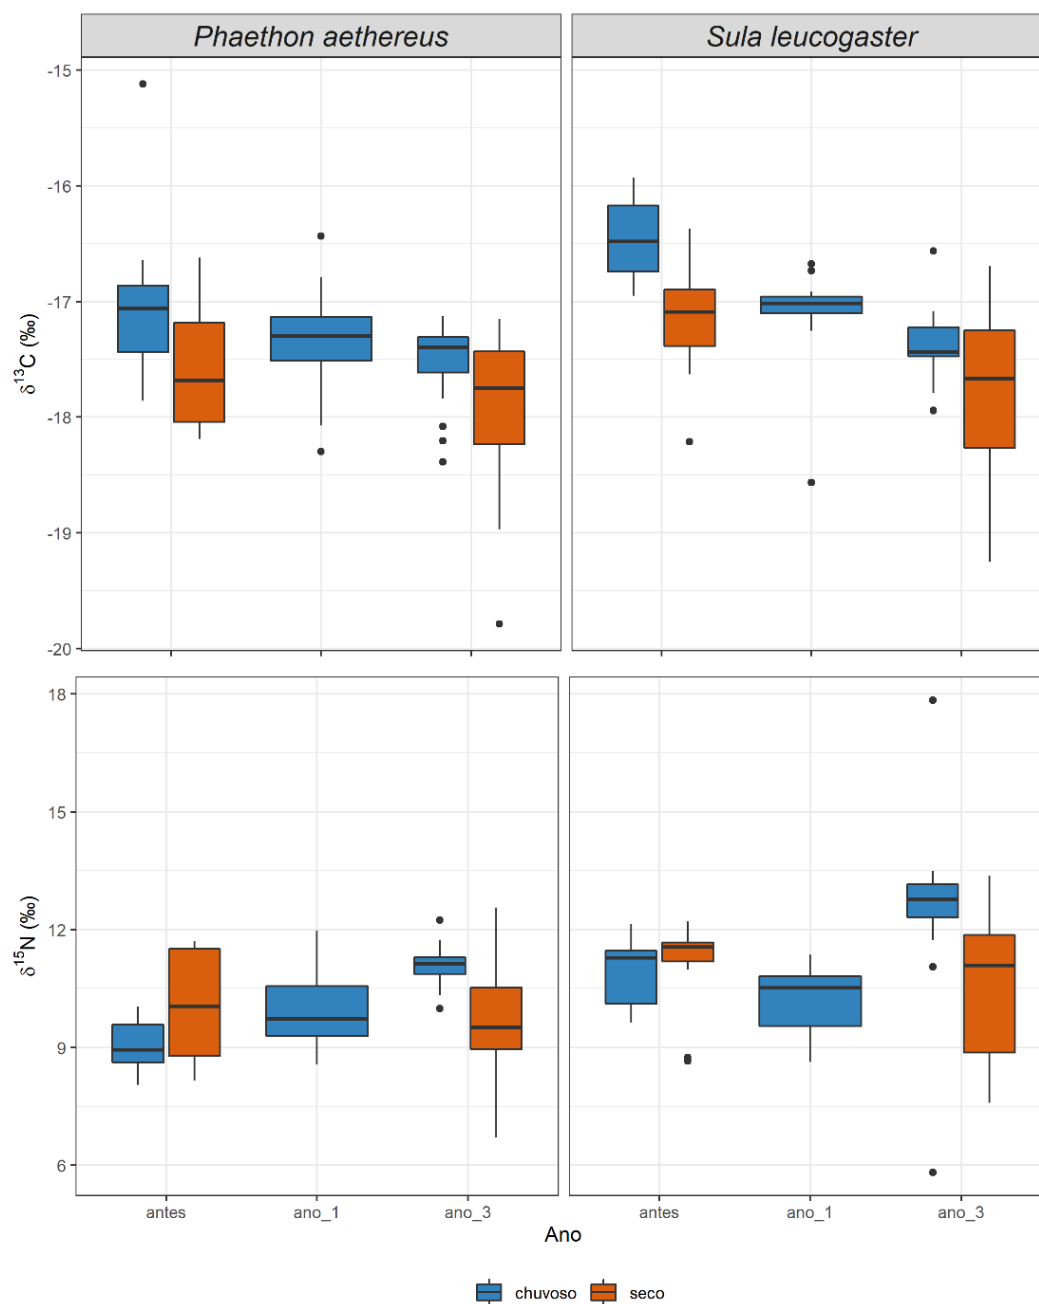 Phaethon aethereus
Sula leucogaster
-15
-16
-17
-18
-19
-20
δ13C (‰)
18
15
12
9
6
δ15N (‰)
antes
ano_1
ano_3
antes
ano_1
ano_3
Ano
chuvoso
seco